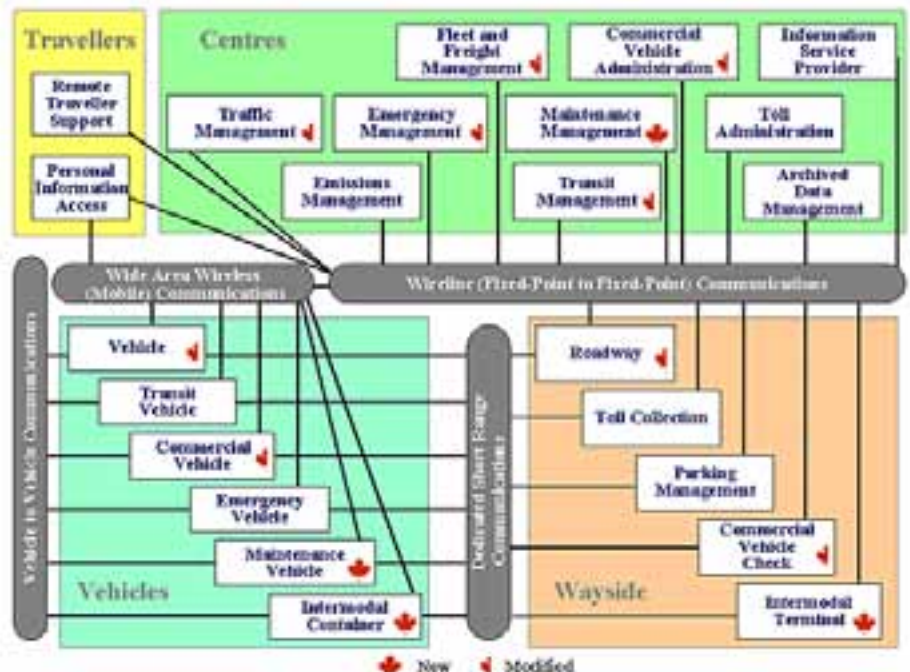 Travellers
Remote
Traveller
Support
Personal
Information
Access
Centres
Fleet and
Freight
Management
Commercial
Vehicle
Administration
Information
Service
Provider
Traffic
Management
Emergency
Management
Maintenance
Management
Toll
Administration
Emissions
Management
Transit
Management
Archived
Data
Management
Wide Area Wireless
(Mobile) Communications
Wireline (Fixed-Point to Fixed-Point) Communications
Vehicle to Vehicle Communications
Vehicle
Transit
Vehicle
Commercial
Vehicle
Emergency
Vehicle
Maintenance
Vehicle
Intermodal
Container
Vehicles
Dedicated Short Range
Communications
Roadway
Toll Collection
Parking
Management
Commercial
Vehicle
Check
Intermodal
Terminal
Wayside
New
Modified